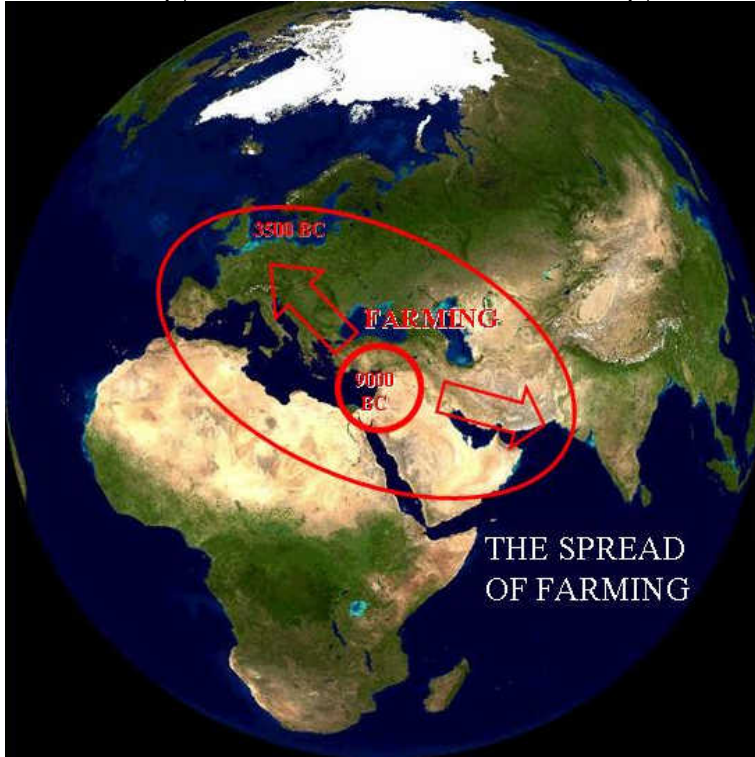 3500 BC
FARMING
9000
BC
THE SPREAD
OF FARMING